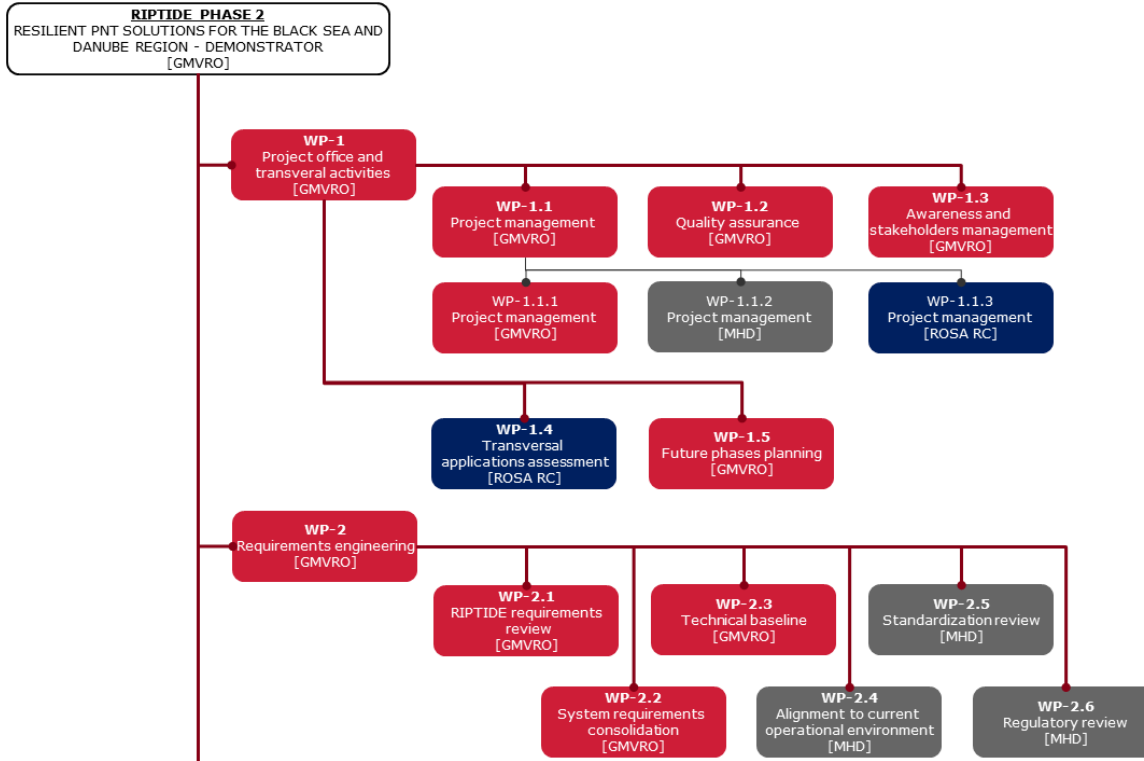 RIPTIDE PHASE 2
RESILIENT PNT SOLUTIONS FOR THE BLACK SEA AND
DANUBE REGION - DEMONSTRATOR
[GMVRO]
WP-1
Project office and
transveral activities
[GMVRO]
WP-1.1
Project management
[GMVRO]
WP-1.2
Quality assurance
[GMVRO]
WP-1.3
Awareness and
stakeholders management
[GMVRO]
WP-1.1.1
Project management
[GMVRO]
WP-1.1.2
Project management
[MHD]
WP-1.1.3
Project management
[ROSA RC]
WP-1.4
Transversal
applications assessment
[ROSA RC]
WP-1.5
Future phases planning
[GMVRO]
WP-2
Requirements engineering
[GMVRO]
WP-2.1
RIPTIDE requirements
review
[GMVRO]
WP-2.3
Technical baseline
[GMVRO]
WP-2.5
Standardization review
[MHD]
WP-2.2
System requirements
consolidation
[GMVRO]
WP-2.4
Alignment to current
operational environment
[MHD]
WP-2.6
Regulatory review
[MHD]